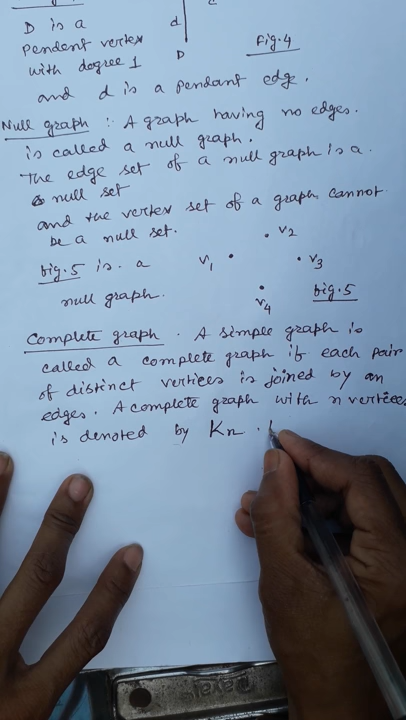 D is a
pendent vertex
with degree 1
d
D
Fig.4
and d is a pendant edge.
Null graph :- A graph having no edges.
is called a null graph.
The edge set of a null graph is a.
null set
and the vertex set of a graph cannot
be a null set.
fig.5 is a
null graph.
v1
v2
v3
v4
fig.5
Complete graph. A simple graph is
called a complete graph if each pair
of distinct vertices is joined by an
edges. A complete graph with n vertices
is denoted by Kn.